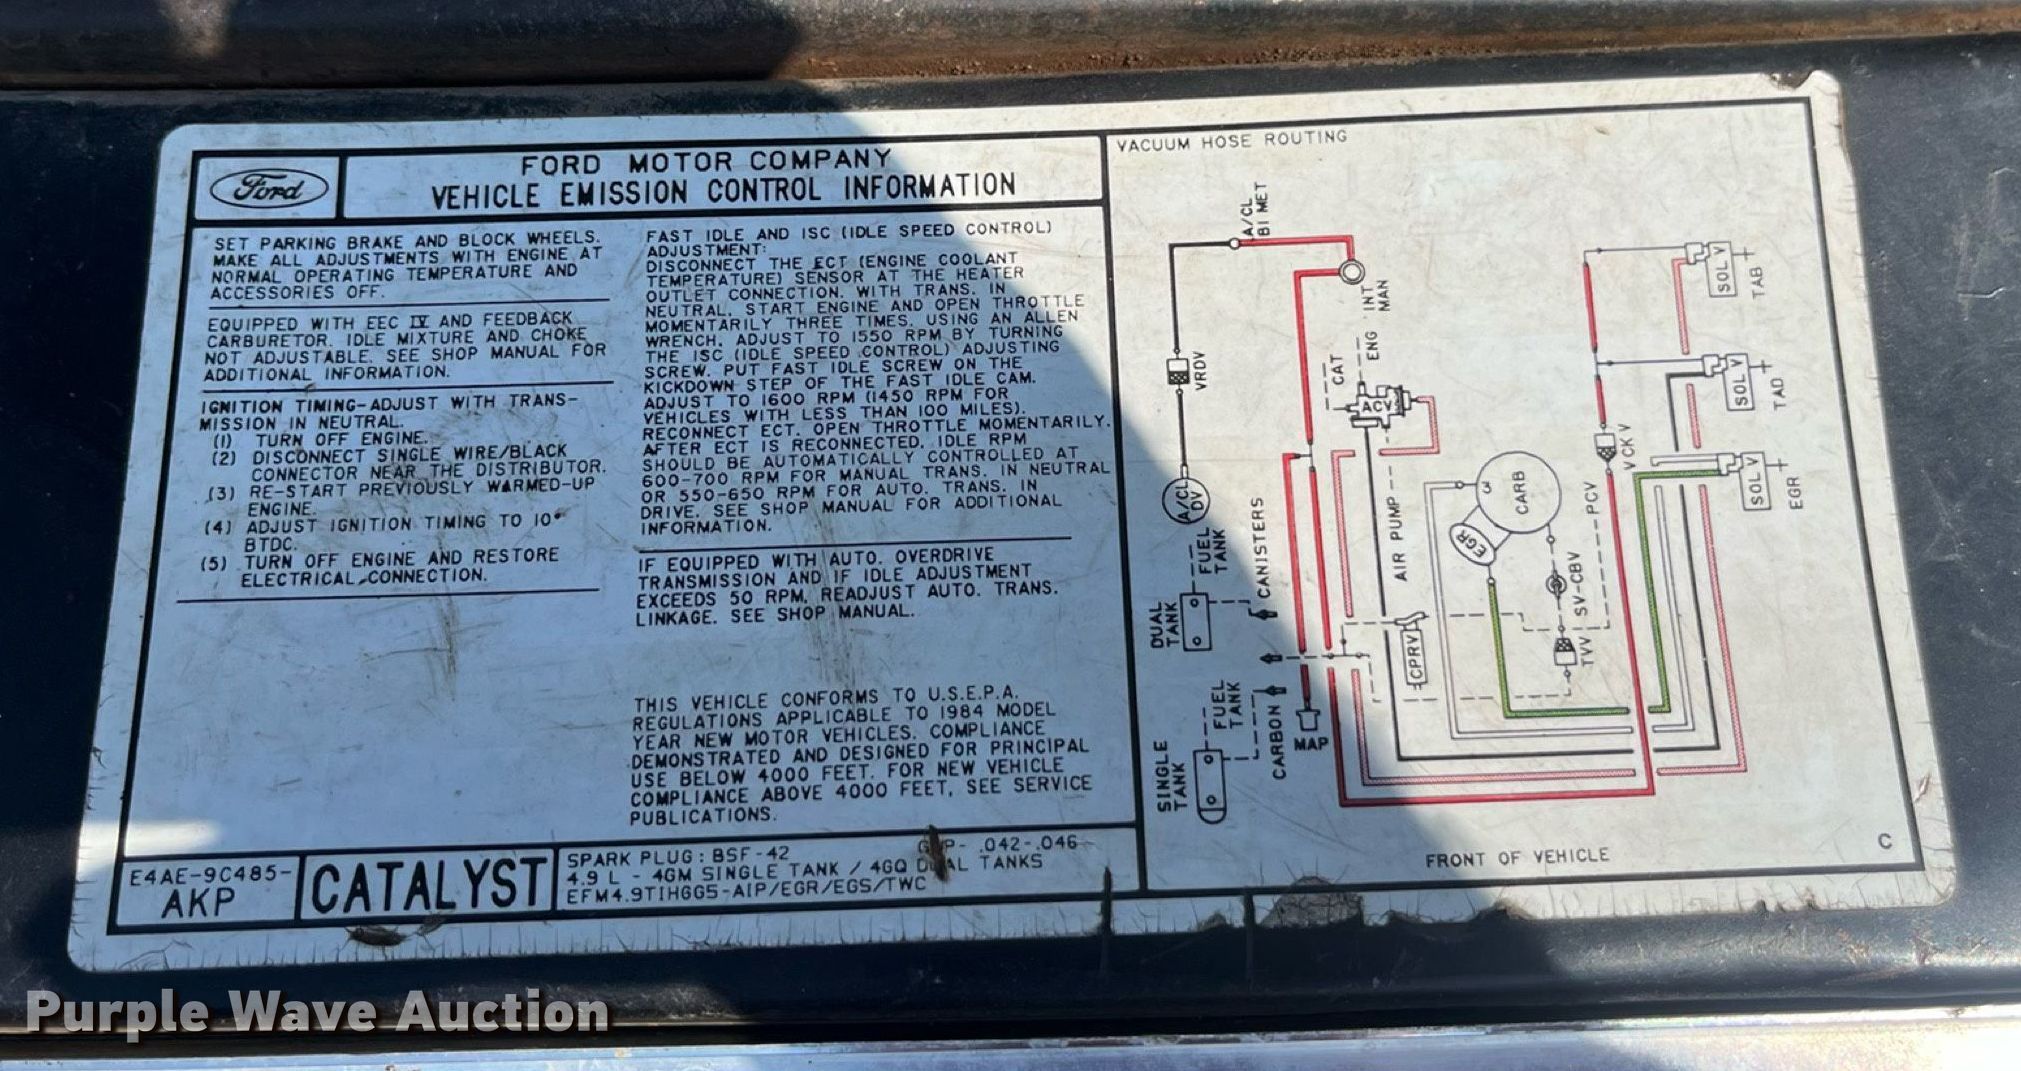 Ford
FORD MOTOR COMPANY
VEHICLE EMISSION CONTROL INFORMATION
SET PARKING BRAKE AND BLOCK WHEELS.
MAKE ALL ADJUSTMENTS WITH ENGINE AT
NORMAL OPERATING TEMPERATURE AND
ACCESSORIES OFF.
EQUIPPED WITH EEC IV AND FEEDBACK
CARBURETOR. IDLE MIXTURE AND CHOKE
NOT ADJUSTABLE. SEE SHOP MANUAL FOR
ADDITIONAL INFORMATION.
IGNITION TIMING-ADJUST WITH TRANS-
MISSION IN NEUTRAL.
(1) TURN OFF ENGINE.
(2) DISCONNECT SINGLE WIRE/BLACK
CONNECTOR NEAR THE DISTRIBUTOR.
(3) RE-START PREVIOUSLY WARMED-UP
ENGINE.
(4) ADJUST IGNITION TIMING TO 10°
BTDC.
(5) TURN OFF ENGINE AND RESTORE
ELECTRICAL CONNECTION.
FAST IDLE AND ISC (IDLE SPEED CONTROL)
ADJUSTMENT:
DISCONNECT THE ECT (ENGINE COOLANT
TEMPERATURE) SENSOR AT THE HEATER
OUTLET CONNECTION. WITH TRANS. IN
NEUTRAL, START ENGINE AND OPEN THROTTLE
MOMENTARILY THREE TIMES. USING AN ALLEN
WRENCH, ADJUST TO 1550 RPM BY TURNING
THE ISC (IDLE SPEED CONTROL) ADJUSTING
SCREW. PUT FAST IDLE SCREW ON THE
KICKDOWN STEP OF THE FAST IDLE CAM.
ADJUST TO 1600 RPM (1450 RPM FOR
VEHICLES WITH LESS THAN 100 MILES).
RECONNECT ECT. OPEN THROTTLE MOMENTARILY.
AFTER ECT IS RECONNECTED, IDLE RPM
SHOULD BE AUTOMATICALLY CONTROLLED AT
600-700 RPM FOR MANUAL TRANS. IN NEUTRAL
OR 550-650 RPM FOR AUTO. TRANS. IN
DRIVE. SEE SHOP MANUAL FOR ADDITIONAL
INFORMATION.
IF EQUIPPED WITH AUTO. OVERDRIVE
TRANSMISSION AND IF IDLE ADJUSTMENT
EXCEEDS 50 RPM, READJUST AUTO. TRANS.
LINKAGE. SEE SHOP MANUAL.
THIS VEHICLE CONFORMS TO U.S.E.P.A.
REGULATIONS APPLICABLE TO 1984 MODEL
YEAR NEW MOTOR VEHICLES. COMPLIANCE
DEMONSTRATED AND DESIGNED FOR PRINCIPAL
USE BELOW 4000 FEET. FOR NEW VEHICLE
COMPLIANCE ABOVE 4000 FEET, SEE SERVICE
PUBLICATIONS.
E4AE-9C485-
AKP
CATALYST
SPARK PLUG: BSF-42 .042-.046
4.9 L - 4GM SINGLE TANK / 4GQ DUAL TANKS
EFM4.9T1HGG5-AIP/EGR/EGS/TWC
VACUUM HOSE ROUTING
A/CL
BI MET
INT
MAN
VRDV
CAT
ENG
ACV
A/CL
DV
FUEL
TANK
DUAL
TANK
CANISTERS
CARBON
AIR PUMP
CPRV
FUEL
TANK
SINGLE
TANK
MAP
EGR
3
CARB
SV-CBV
TVV
PCV
V CK V
SOL V
TAB
SOL V
TAD
SOL V
EGR
FRONT OF VEHICLE
C
Purple Wave Auction